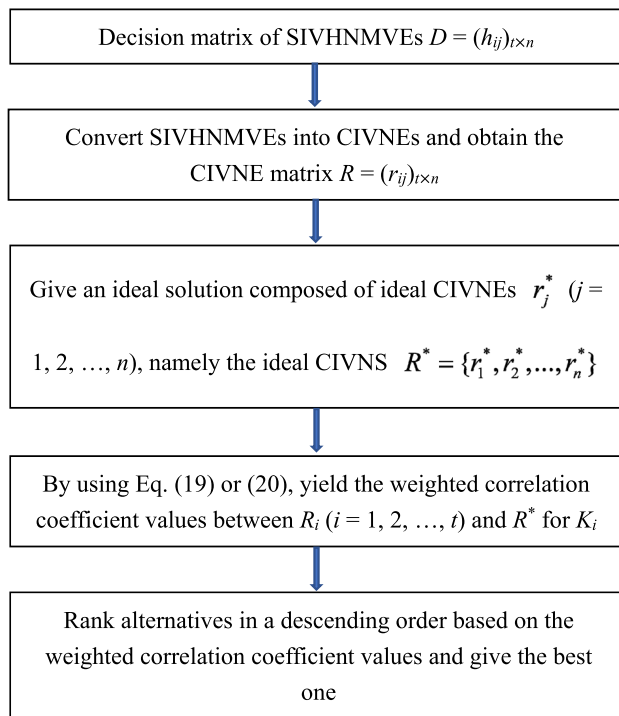 Decision matrix of SIVHNMVEs D = (hij)t×n
Convert SIVHNMVEs into CIVNEs and obtain the
CIVNE matrix R = (rij)t×n
Give an ideal solution composed of ideal CIVNEs r*j (j =
1, 2, …, n), namely the ideal CIVNS R* = {r*1, r*2, ..., r*n}
By using Eq. (19) or (20), yield the weighted correlation
coefficient values between Ri (i = 1, 2, …, t) and R* for Ki
Rank alternatives in a descending order based on the
weighted correlation coefficient values and give the best
one